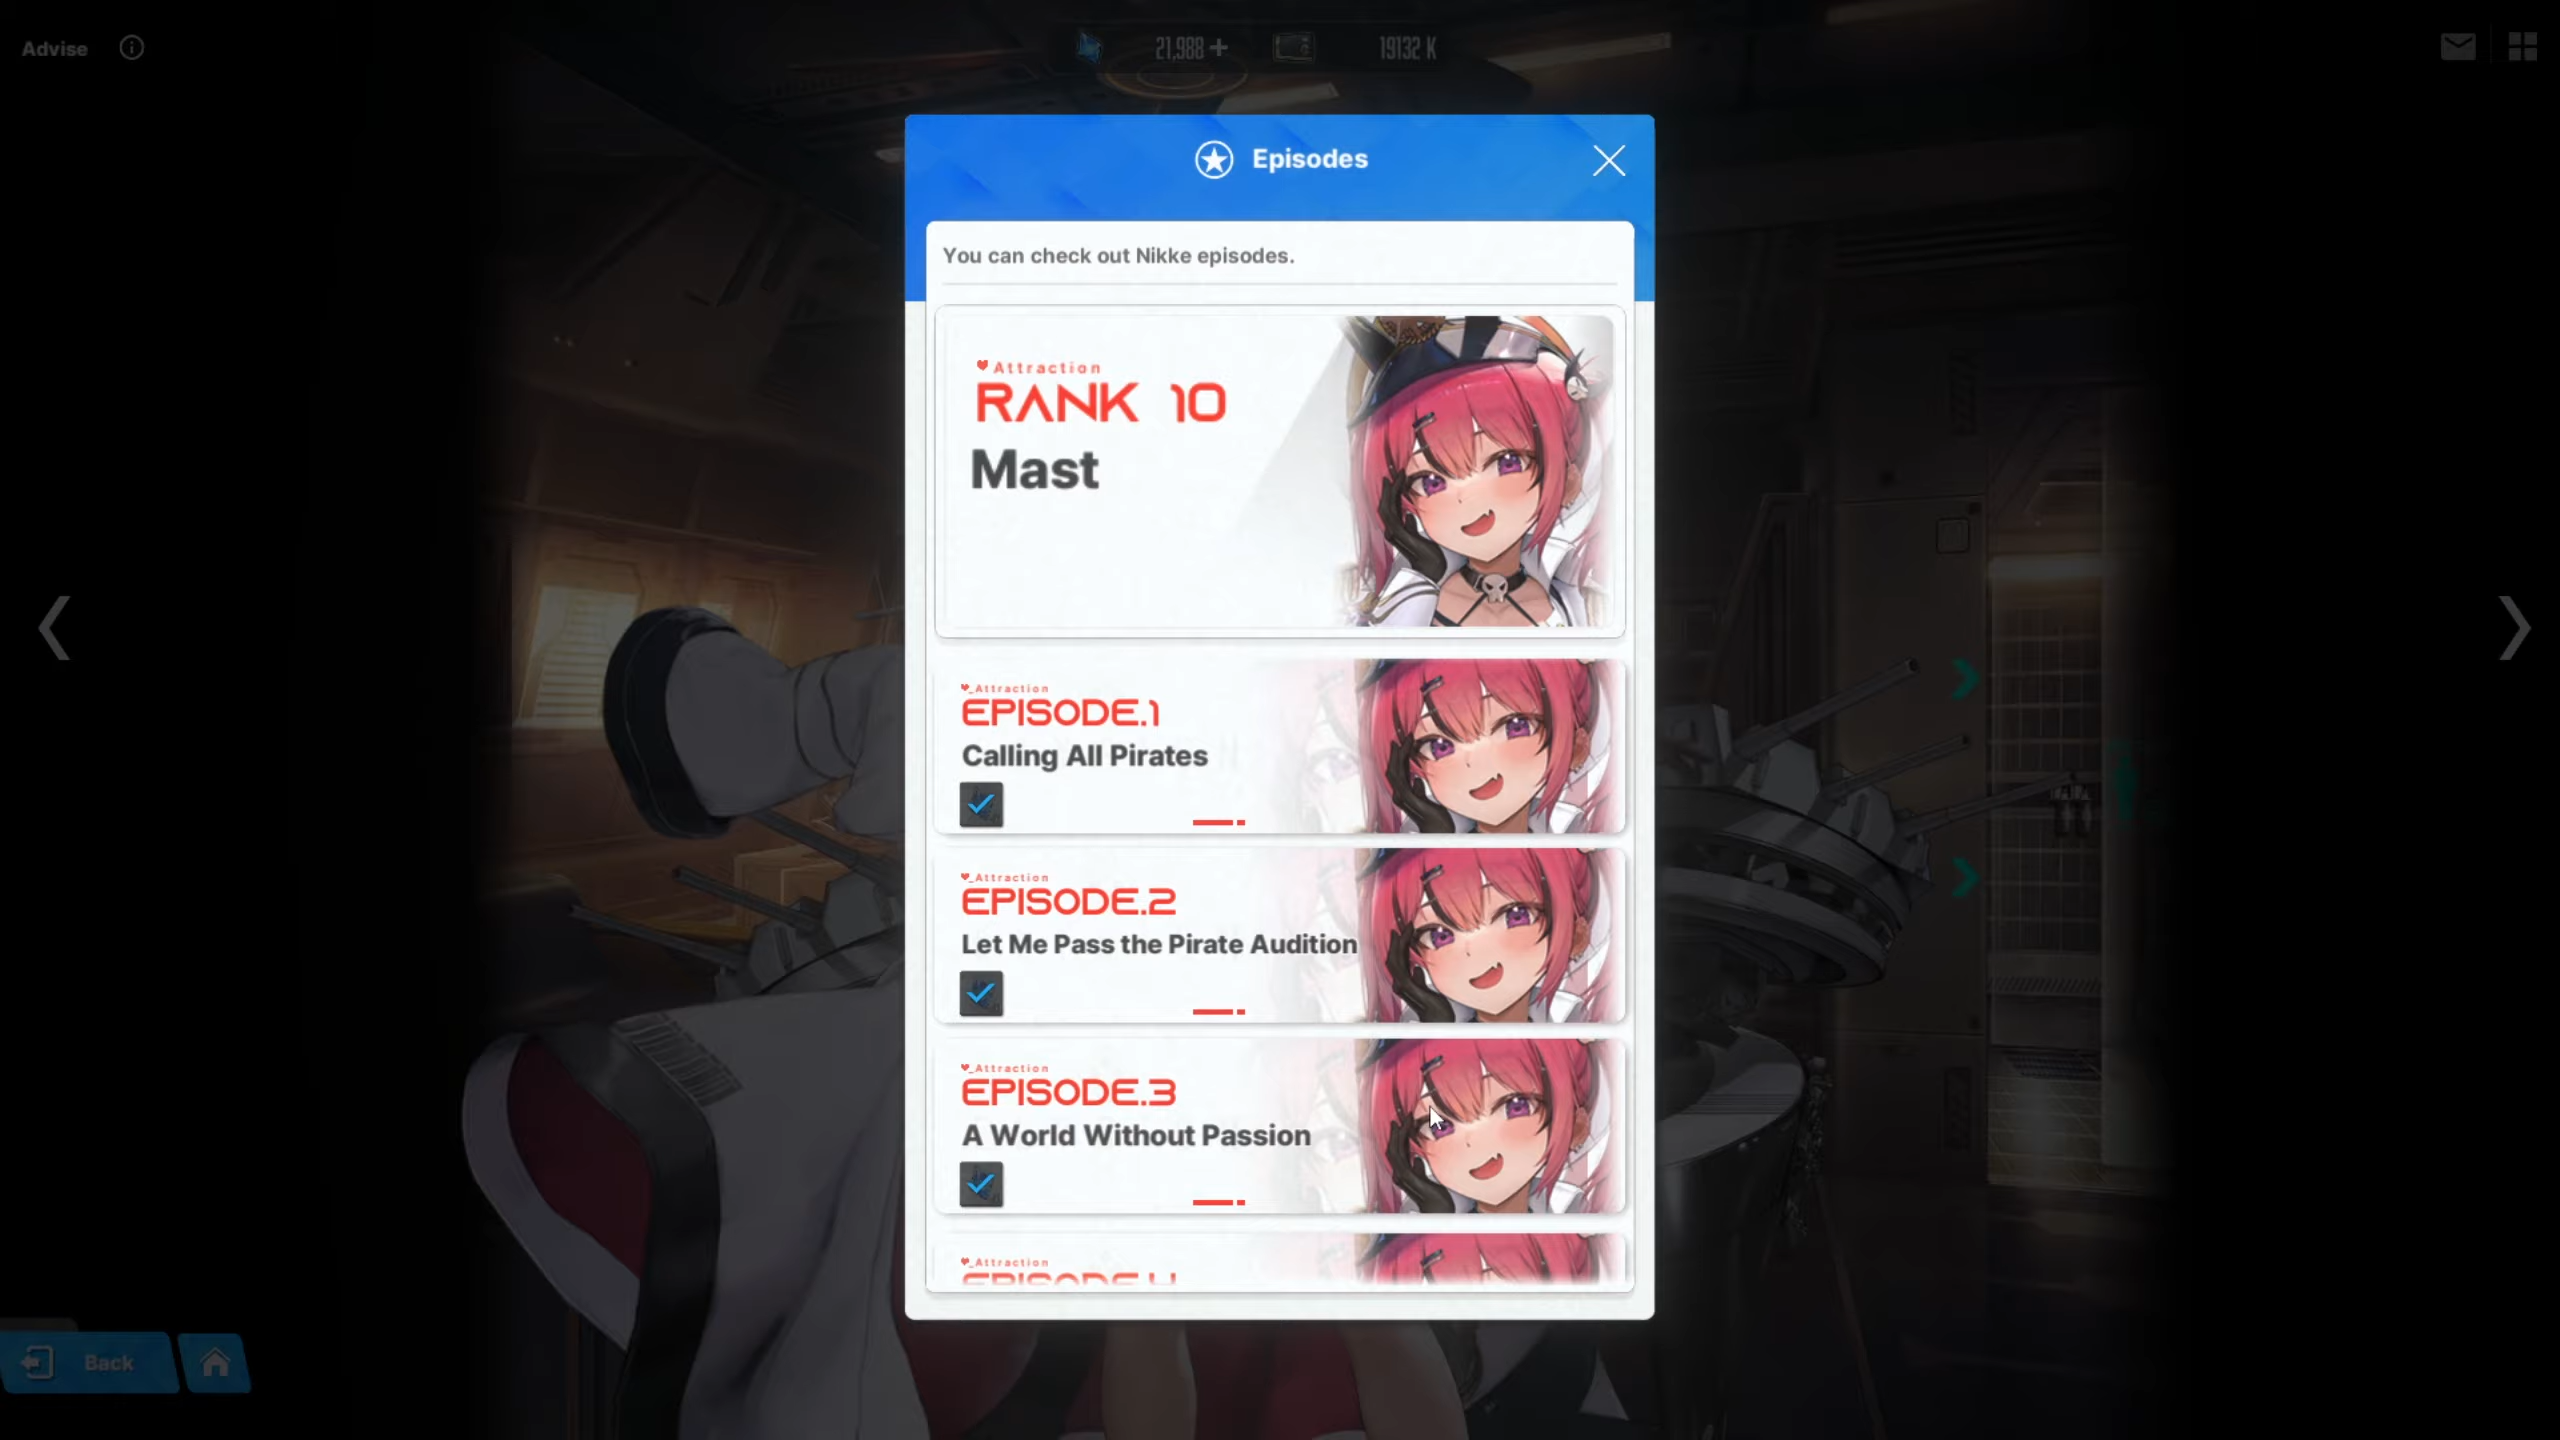 Advise
21,988 +
19132 K
Episodes
You can check out Nikke episodes.
Attraction
RANK 10
Mast
Attraction
EPISODE.1
Calling All Pirates
Attraction
EPISODE.2
Let Me Pass the Pirate Audition
Attraction
EPISODE.3
A World Without Passion
Attraction
EPISODE.4
Back